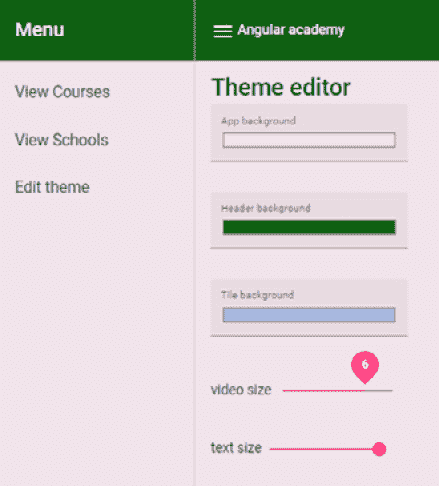 Menu
Angular academy
View Courses
View Schools
Edit theme
Theme editor
App background
Header background
Tile background
6
video size
text size